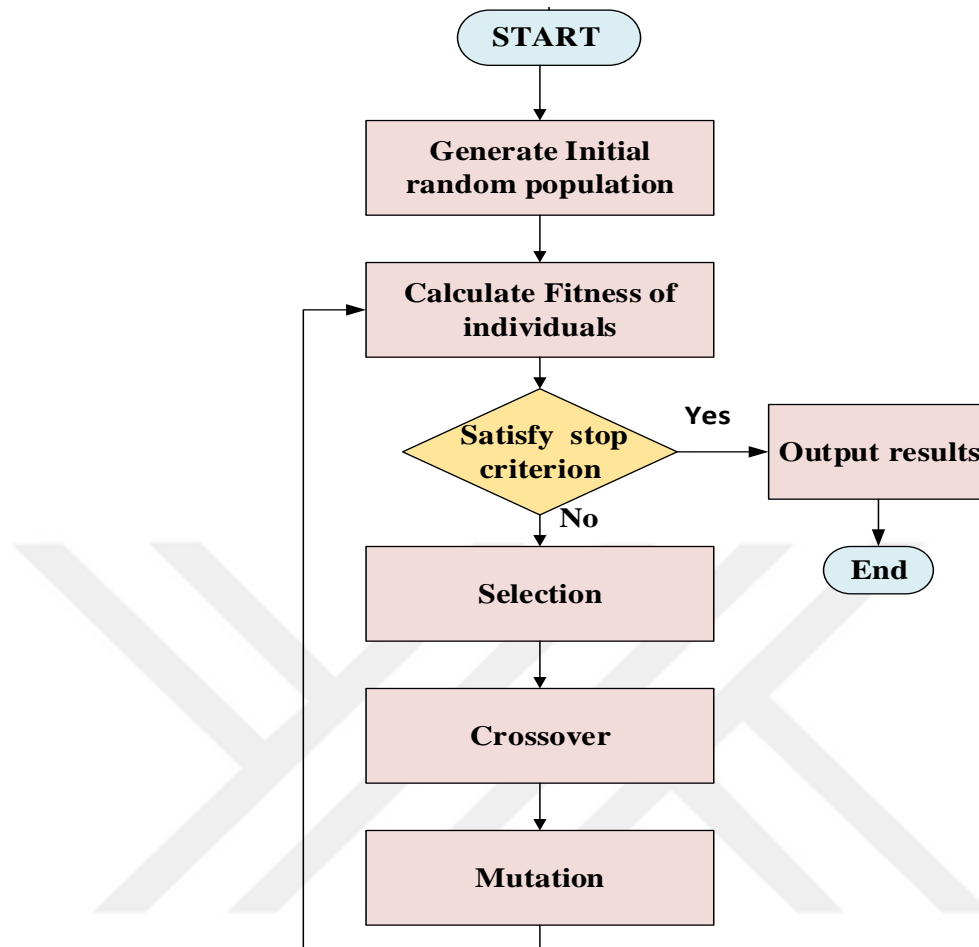 START
Generate Initial
random population
Calculate Fitness of
individuals
Satisfy stop
criterion
Yes
Output results
End
No
Selection
Crossover
Mutation